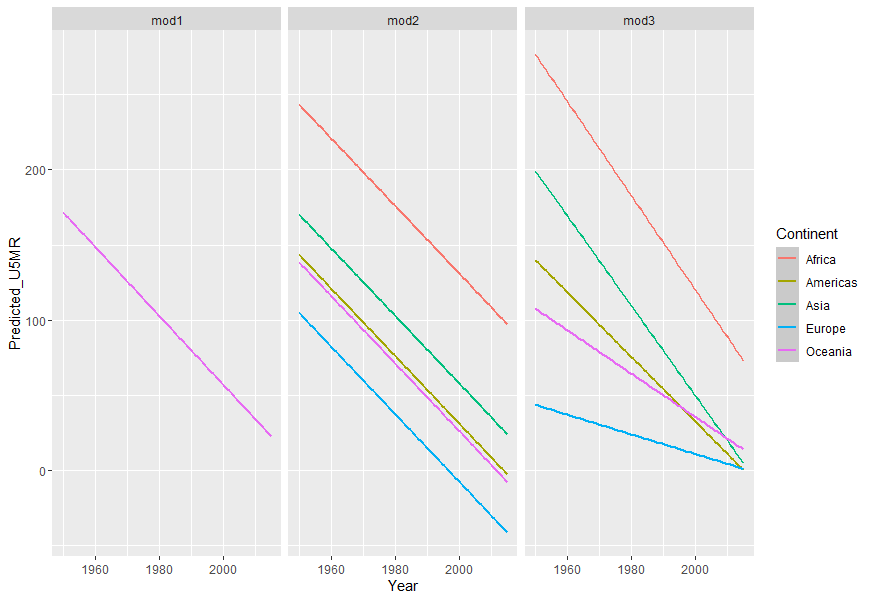 mod1 mod2 mod3
Predicted_U5MR
200
100
0
1960 1980 2000 1960 1980 2000 1960 1980 2000
Year
Continent
Africa
Americas
Asia
Europe
Oceania